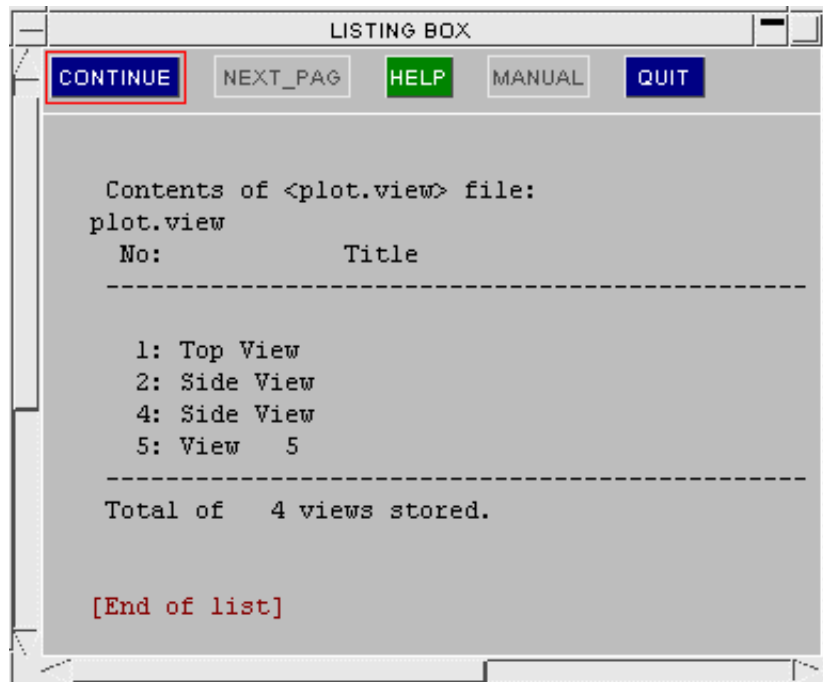 LISTING BOX
CONTINUE NEXT_PAG HELP MANUAL QUIT
Contents of <plot.view> file:
plot.view
No: Title
-----------------------------------------------
1: Top View
2: Side View
4: Side View
5: View 5
-----------------------------------------------
Total of 4 views stored.
[End of list]